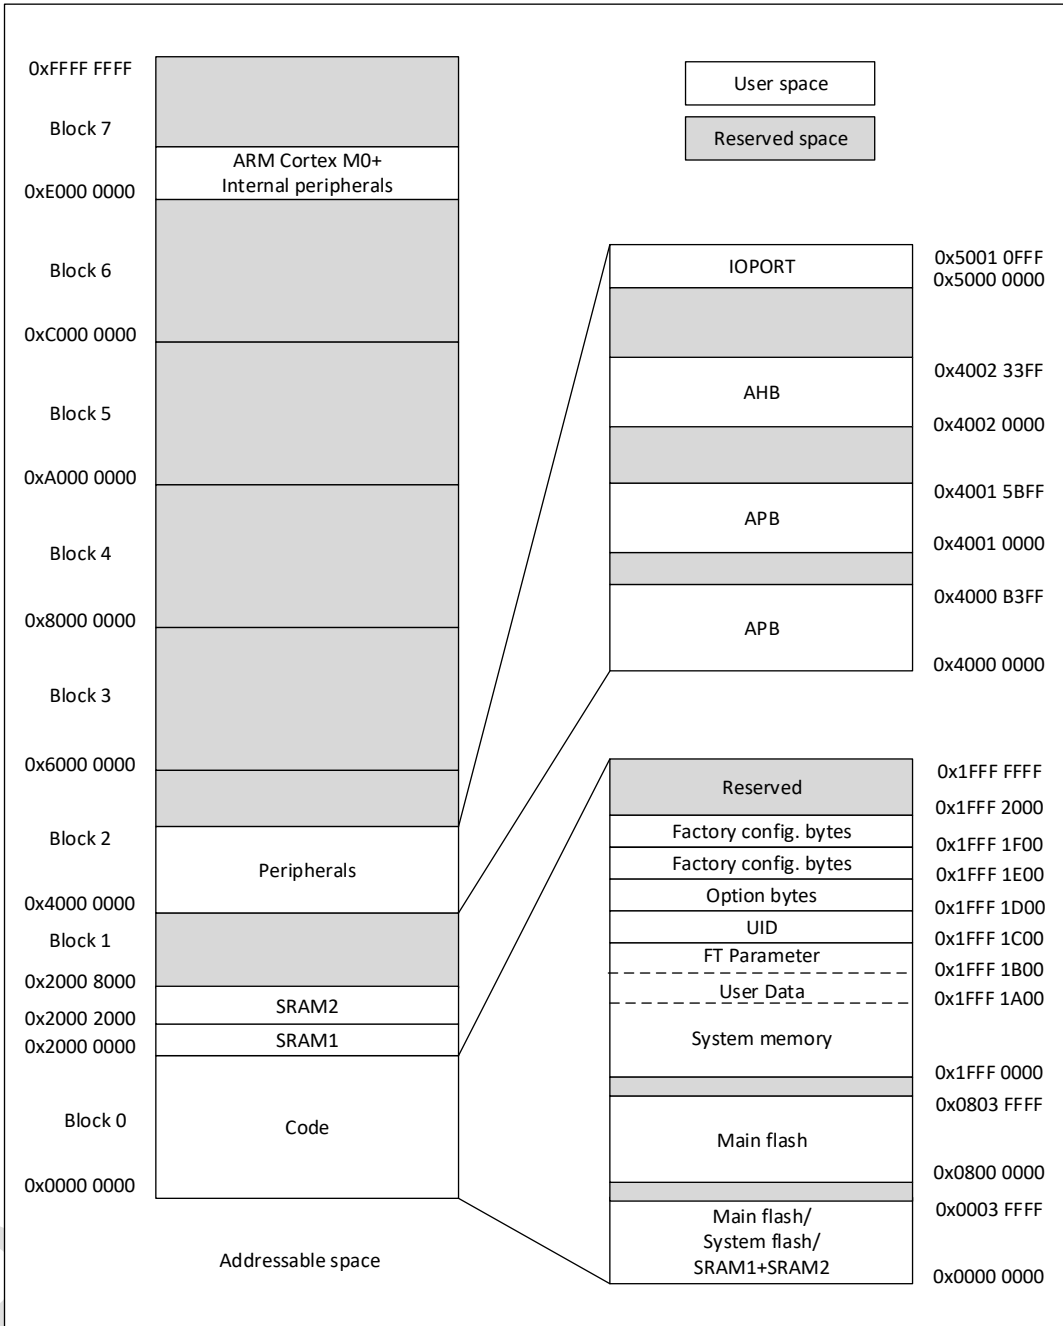 0xFFFF FFFF
Block 7
ARM Cortex M0+
Internal peripherals
0xE000 0000
Block 6
0xC000 0000
Block 5
0xA000 0000
Block 4
0x8000 0000
Block 3
0x6000 0000
Block 2
Peripherals
0x4000 0000
Block 1
0x2000 8000
SRAM2
0x2000 2000
0x2000 0000
SRAM1
Block 0
Code
0x0000 0000
Addressable space
User space
Reserved space
IOPORT
0x5001 0FFF
0x5000 0000
0x4002 33FF
AHB
0x4002 0000
0x4001 5BFF
APB
0x4001 0000
0x4000 B3FF
APB
0x4000 0000
0x1FFF FFFF
Reserved
0x1FFF 2000
Factory config. bytes
0x1FFF 1F00
Factory config. bytes
0x1FFF 1E00
Option bytes
0x1FFF 1D00
UID
0x1FFF 1C00
FT Parameter
0x1FFF 1B00
User Data
0x1FFF 1A00
System memory
0x1FFF 0000
0x0803 FFFF
Main flash
0x0800 0000
0x0003 FFFF
Main flash/
System flash/
SRAM1+SRAM2
0x0000 0000